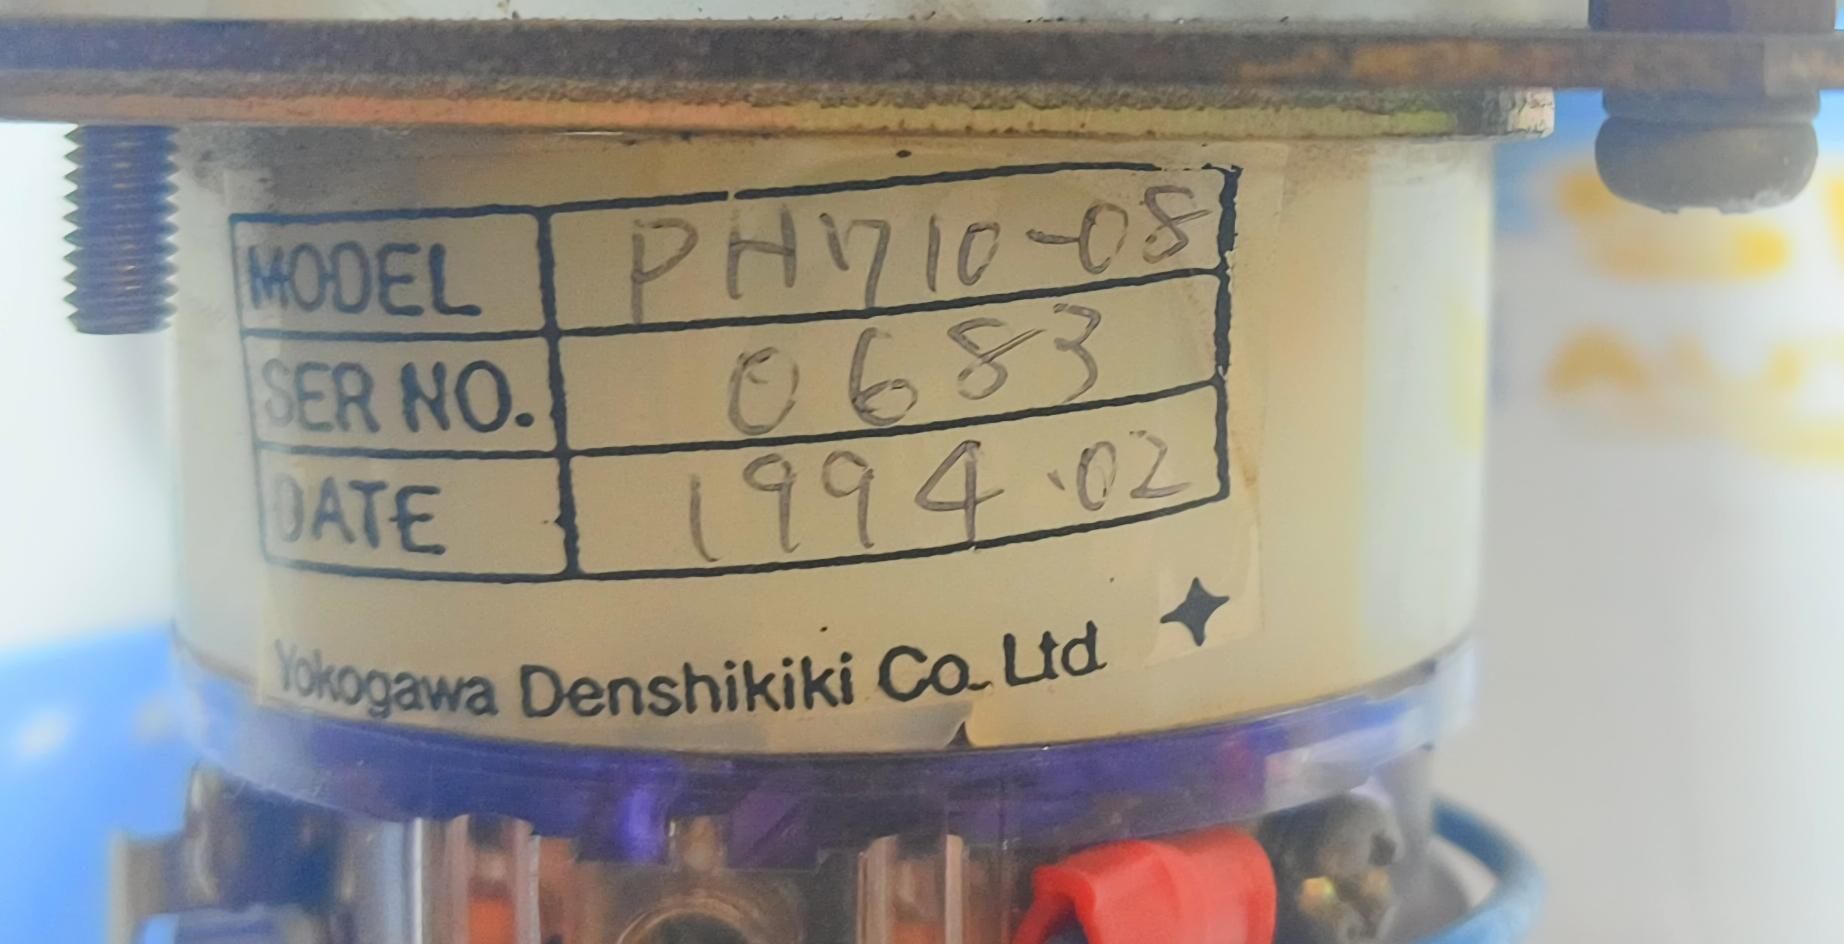 MODEL PH710-08
SER NO. 0683
DATE 1994.02
Yokogawa Denshikiki Co. Ltd